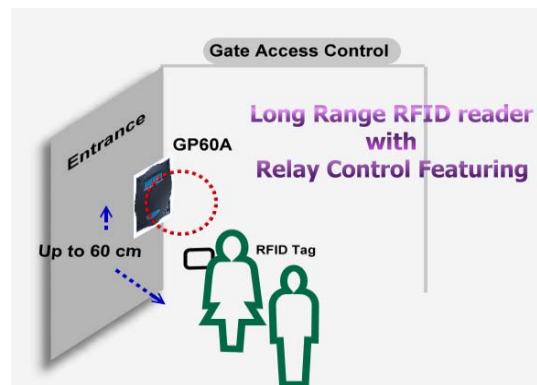 Gate Access Control
Long Range RFID reader
with
Relay Control Featuring
Entrance
GP60A
Up to 60 cm
RFID Tag